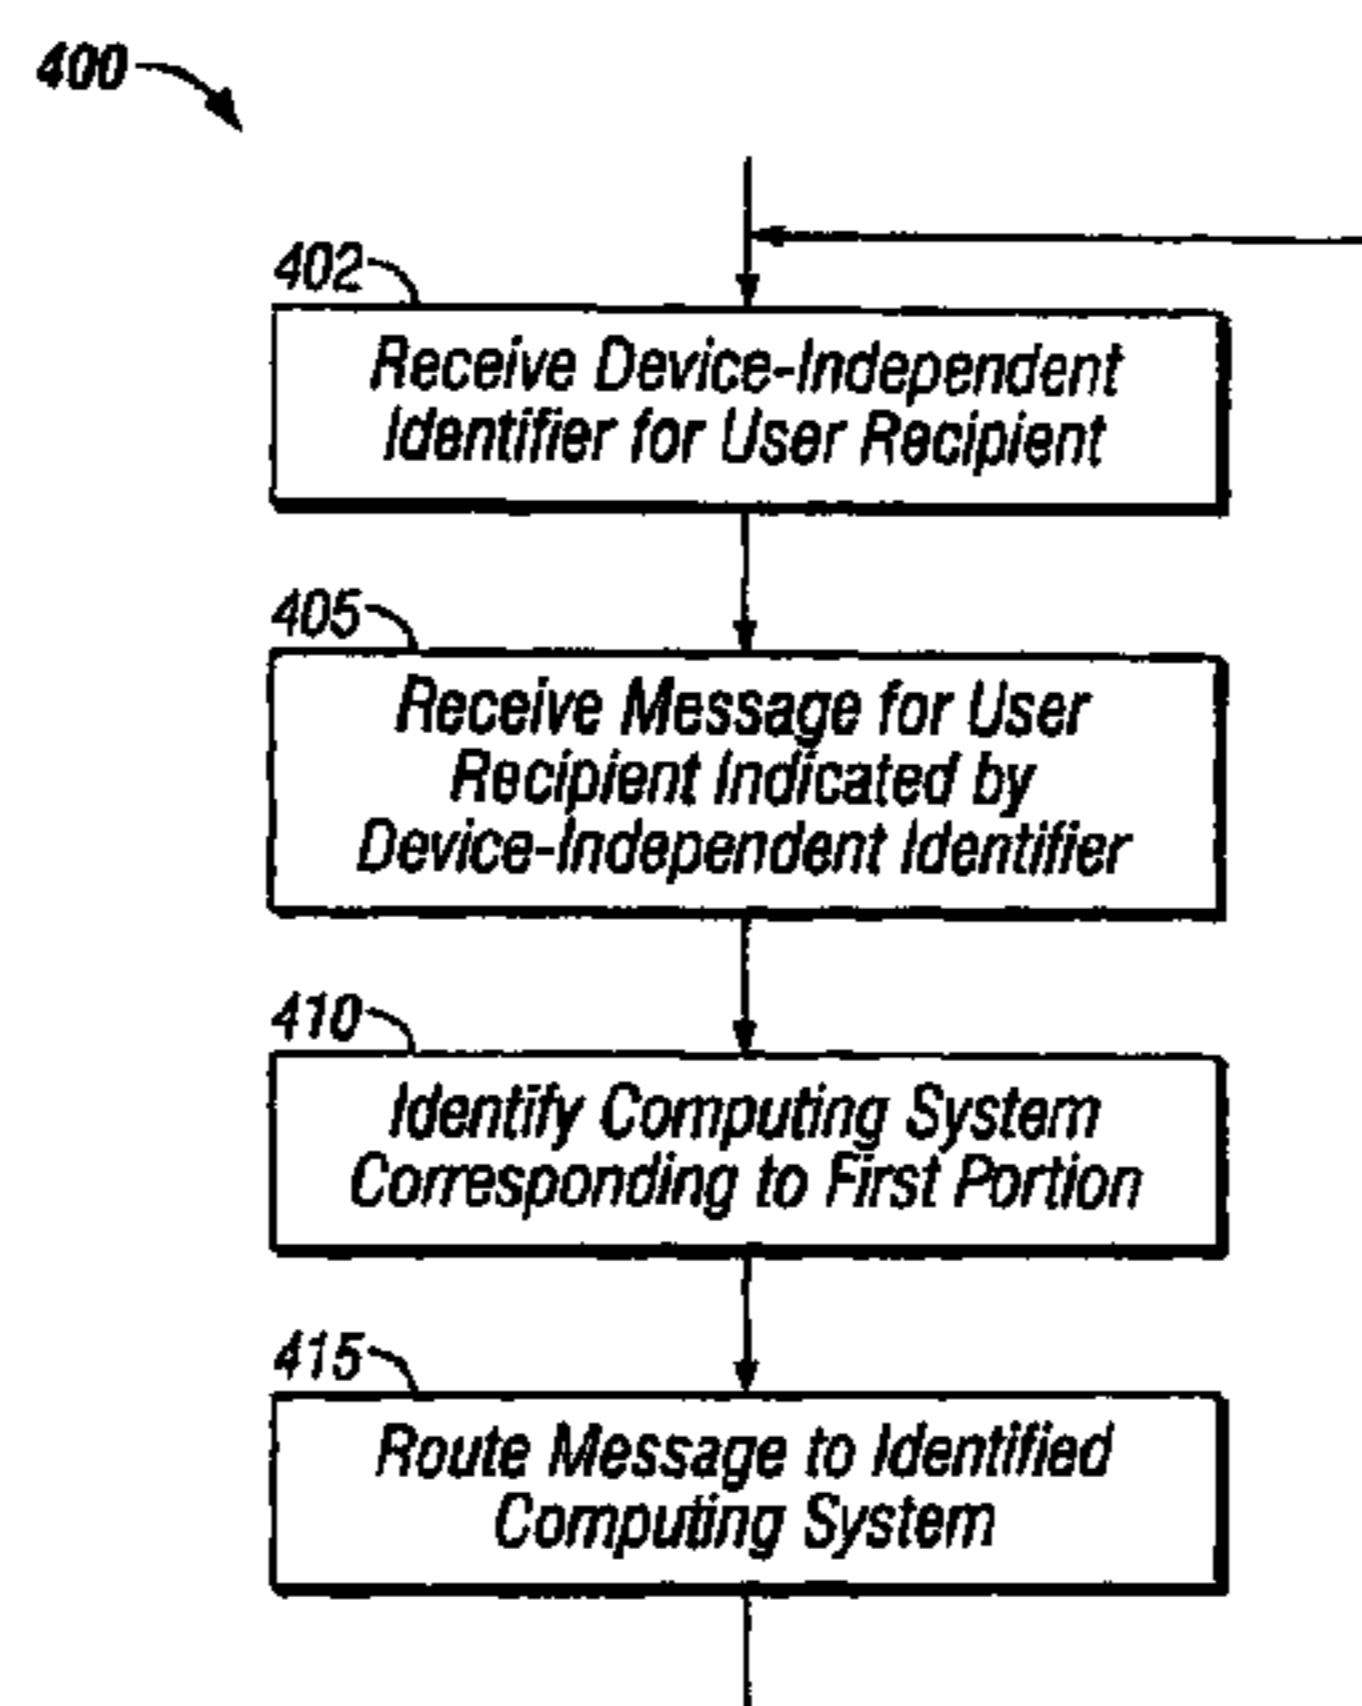 400
402
Receive Device-Independent
Identifier for User Recipient
405
Receive Message for User
Recipient Indicated by
Device-Independent Identifier
410
Identify Computing System
Corresponding to First Portion
415
Route Message to Identified
Computing System